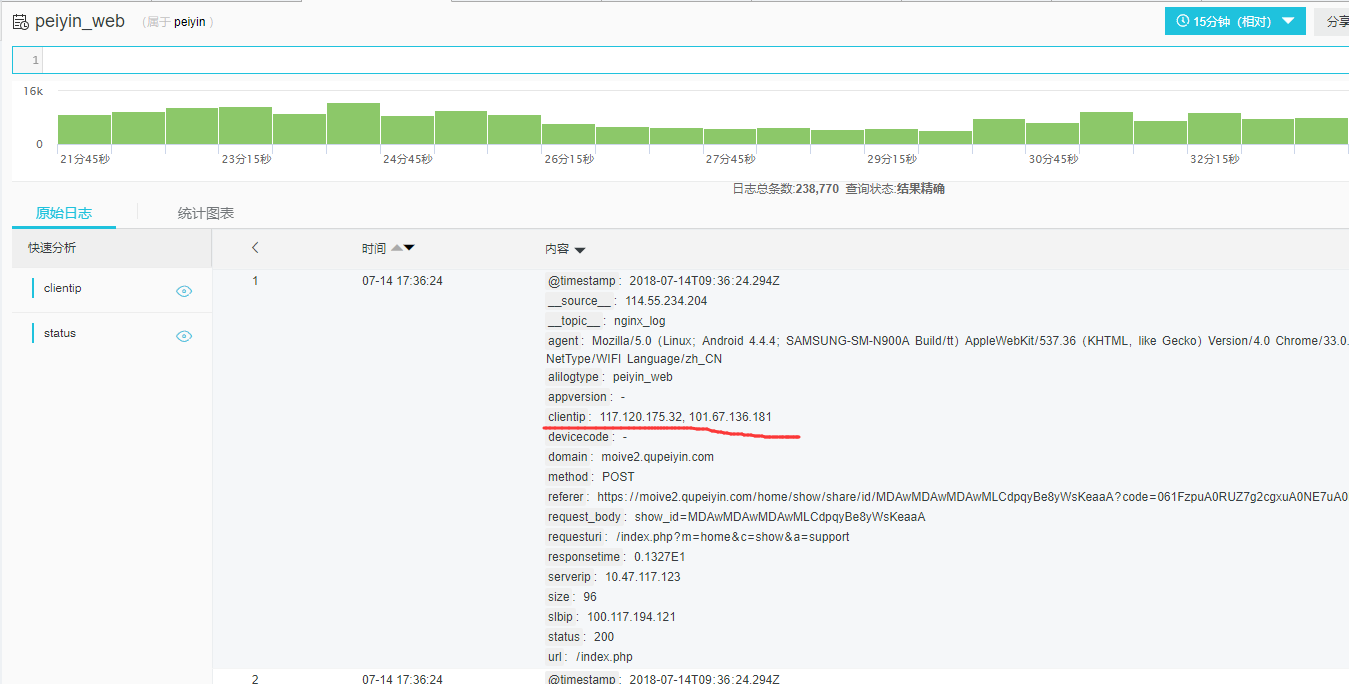 peiyin_web （属于 peiyin ） 15分钟（相对） 分享
1
16k
0
21分45秒 23分15秒 24分45秒 26分15秒 27分45秒 29分15秒 30分45秒 32分15秒
日志总条数:238,770 查询状态:结果精确
原始日志 统计图表
快速分析 时间 内容
clientip
status
1 07-14 17:36:24 @timestamp : 2018-07-14T09:36:24.294Z
__source__ : 114.55.234.204
__topic__ : nginx_log
agent : Mozilla/5.0 (Linux; Android 4.4.4; SAMSUNG-SM-N900A Build/tt) AppleWebKit/537.36 (KHTML, like Gecko) Version/4.0 Chrome/33.0.
NetType/WIFI Language/zh_CN
alilogtype : peiyin_web
appversion : -
clientip : 117.120.175.32, 101.67.136.181
devicecode : -
domain : moive2.qupeiyin.com
method : POST
referer : https://moive2.qupeiyin.com/home/show/share/id/MDAwMDAwMDAwMLCdpqyBe8yWsKeaaA?code=061FzpuA0RUZ7g2cgxuA0NE7uA0
request_body : show_id=MDAwMDAwMDAwMLCdpqyBe8yWsKeaaA
requesturi : /index.php?m=home&c=show&a=support
responsetime : 0.1327E1
serverip : 10.47.117.123
size : 96
slbip : 100.117.194.121
status : 200
url : /index.php
2 07-14 17:36:24 @timestamp : 2018-07-14T09:36:24.294Z